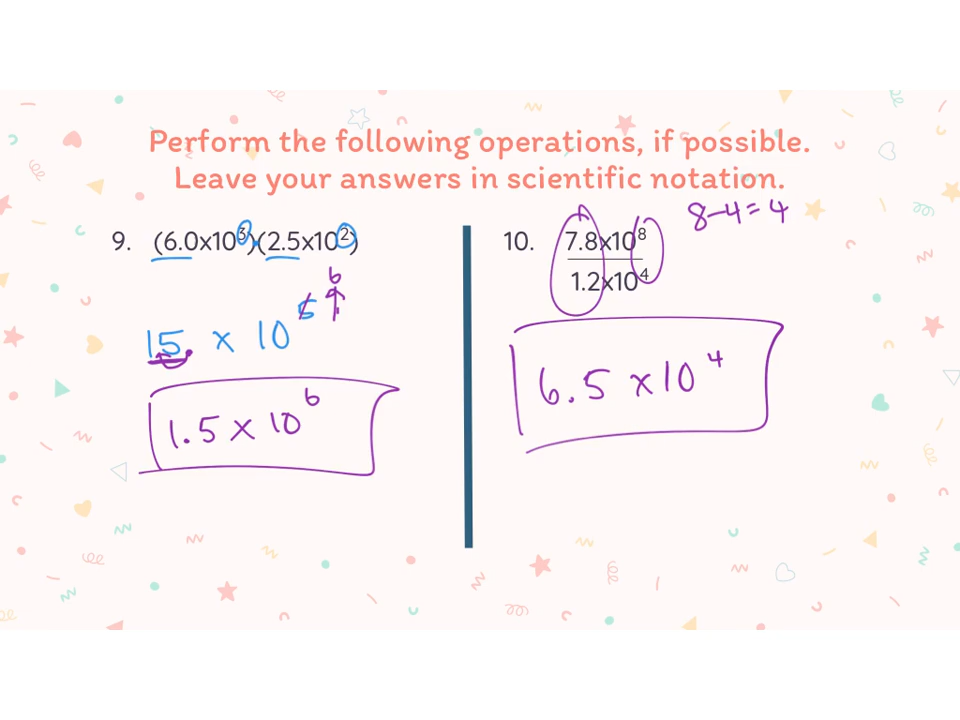 Perform the following operations, if possible.
Leave your answers in scientific notation.
9. (6.0x10³)(2.5x10²)
15. x 10⁵ 6
1.5 x 10⁶
10. 7.8x10⁸
1.2x10⁴
8-4=4
6.5 x 10⁴